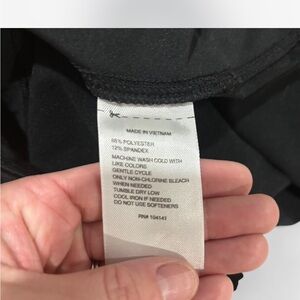 MADE IN VIETNAM
88% POLYESTER
12% SPANDEX
MACHINE WASH COLD WITH
LIKE COLORS
GENTLE CYCLE
ONLY NON-CHLORINE BLEACH
WHEN NEEDED
TUMBLE DRY LOW
COOL IRON IF NEEDED
DO NOT USE SOFTENERS
RN# 104141